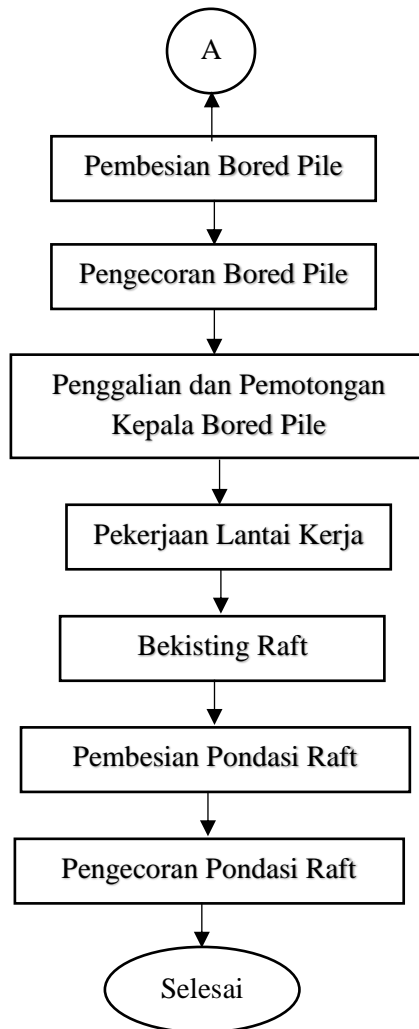 A
Pembesian Bored Pile
Pengecoran Bored Pile
Penggalian dan Pemotongan
Kepala Bored Pile
Pekerjaan Lantai Kerja
Bekisting Raft
Pembesian Pondasi Raft
Pengecoran Pondasi Raft
Selesai